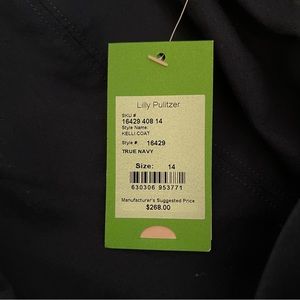 Lilly Pulitzer
SKU #
16429 408 14
Style Name:
KELLI COAT
Style # 16429
TRUE NAVY
Size: 14
630306 953771
Manufacturer's Suggested Price
$268.00